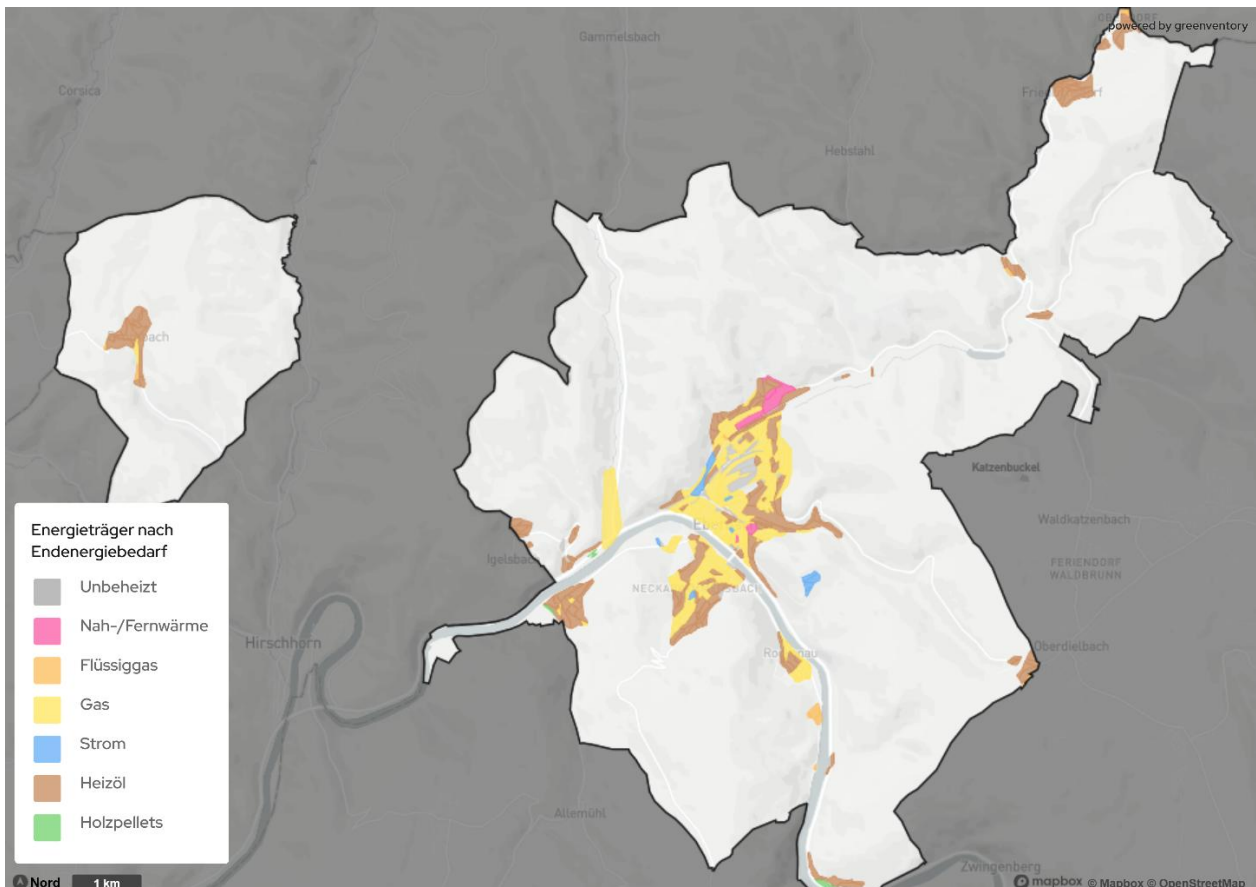 powered by greenventory
Gammelsbach
Corsica
Hebstahl
Katzenbuckel
Waldkatzenbach
FERIENDORF
WALDBRUNN
Igelsbach
Hirschhorn
Oberdielbach
Allemühl
Zwingenberg
Energieträger nach
Endenergiebedarf
Unbeheizt
Nah-/Fernwärme
Flüssiggas
Gas
Strom
Heizöl
Holzpellets
Nord
1 km
mapbox © Mapbox © OpenStreetMap